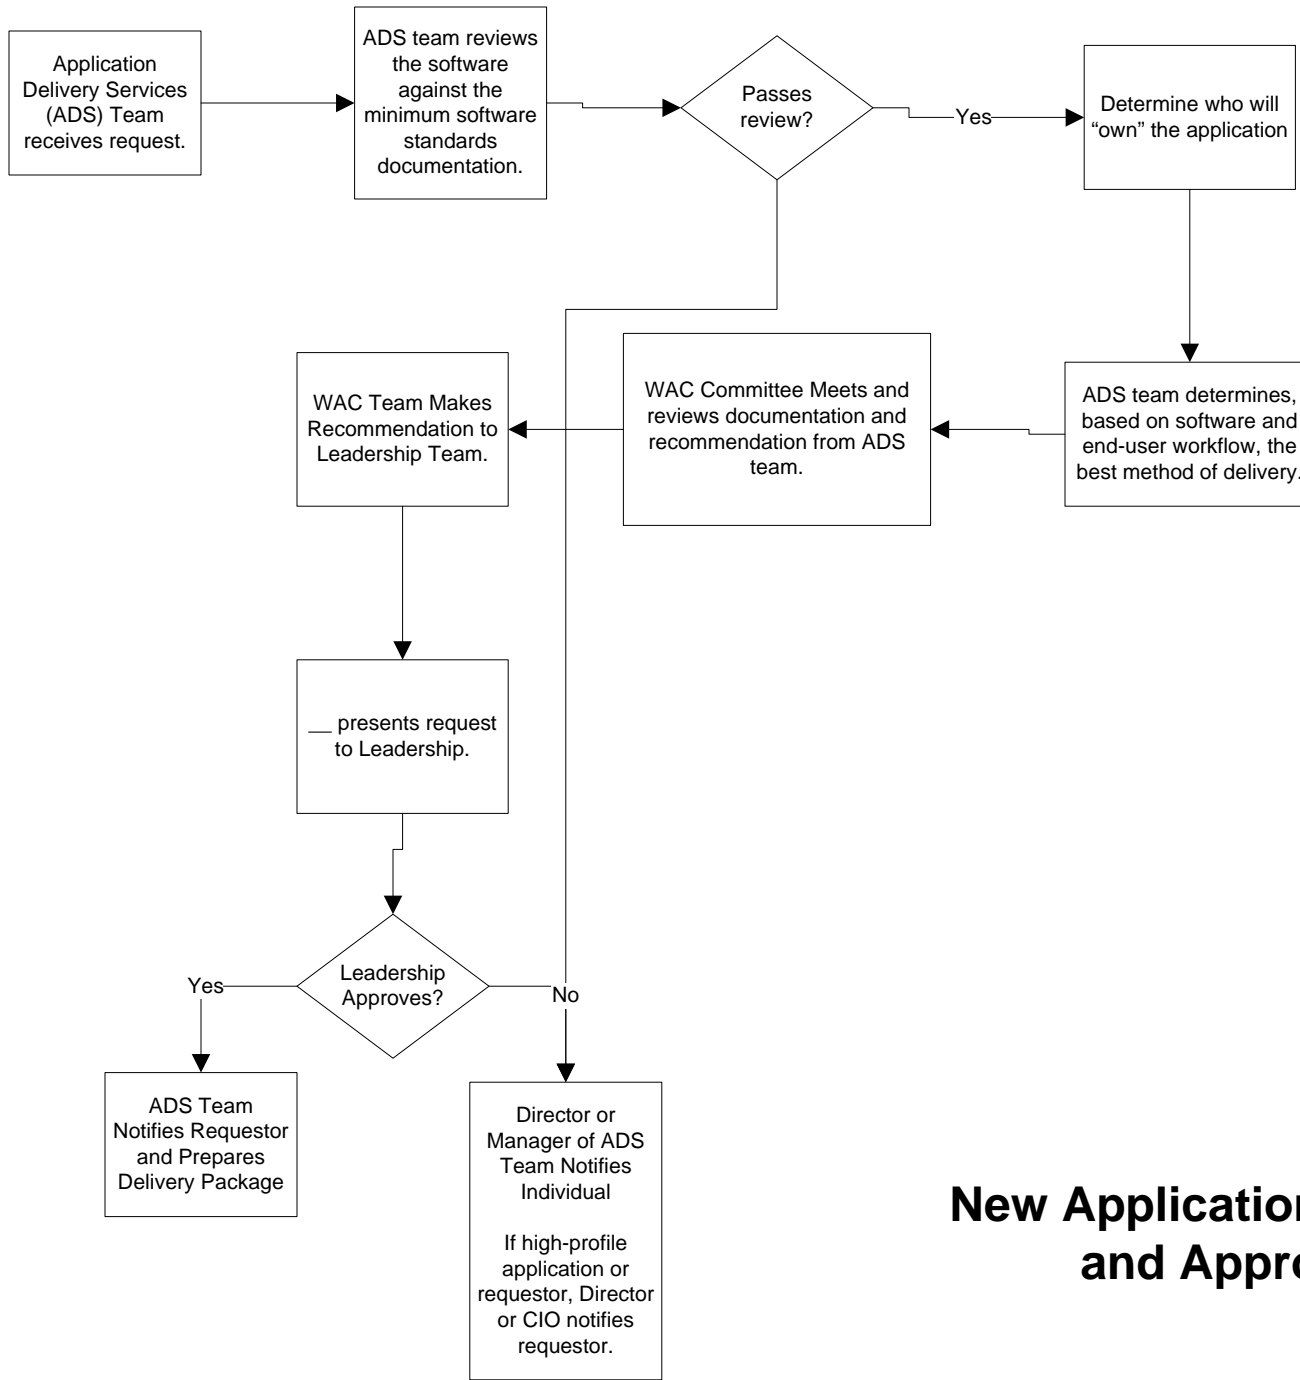 Application
Delivery Services
(ADS) Team
receives request.
ADS team reviews
the software
against the
minimum software
standards
documentation.
Passes
review?
Yes
Determine who will
“own” the application
ADS team determines,
based on software and
end-user workflow, the
best method of delivery.
WAC Committee Meets and
reviews documentation and
recommendation from ADS
team.
WAC Team Makes
Recommendation to
Leadership Team.
__ presents request
to Leadership.
Leadership
Approves?
Yes
No
ADS Team
Notifies Requestor
and Prepares
Delivery Package
Director or
Manager of ADS
Team Notifies
Individual
If high-profile
application or
requestor, Director
or CIO notifies
requestor.
New Application
and Appro